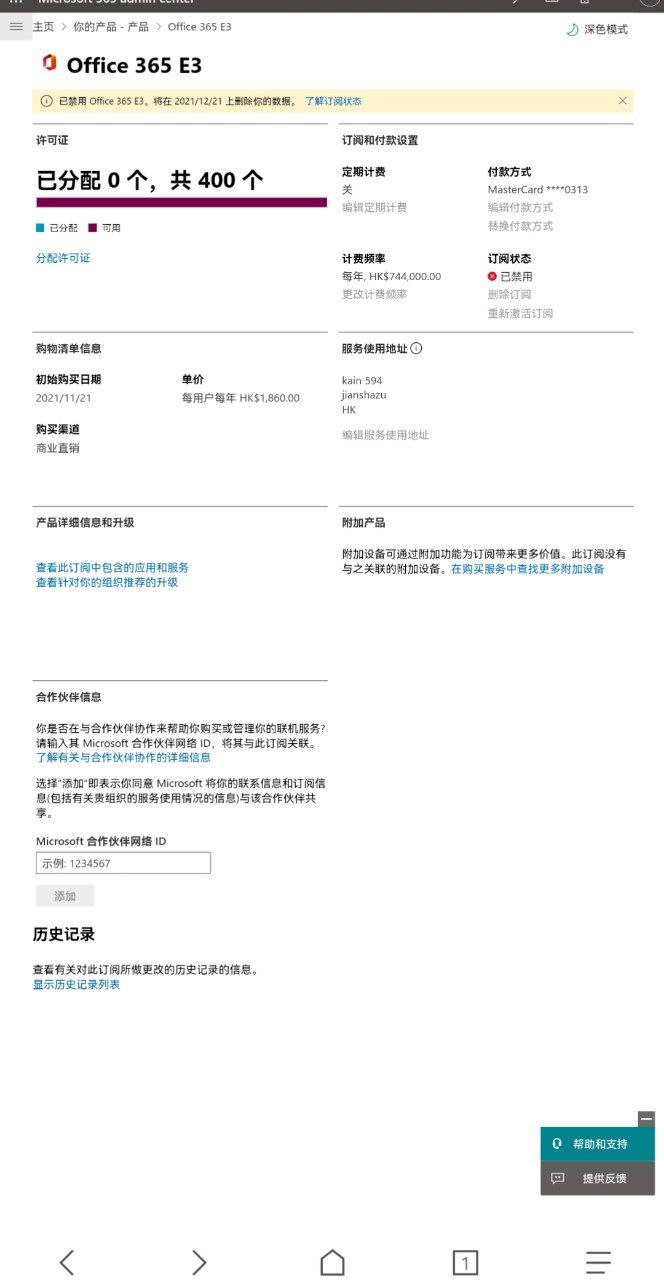 Microsoft 365 admin center
主页 > 你的产品 - 产品 > Office 365 E3
深色模式
Office 365 E3
已禁用 Office 365 E3。将在 2021/12/21 上删除你的数据。 了解订阅状态
许可证
已分配 0 个，共 400 个
已分配 可用
分配许可证
订阅和付款设置
定期计费
关
编辑定期计费
付款方式
MasterCard ****0313
编辑付款方式
替换付款方式
计费频率
每年, HK$744,000.00
更改计费频率
订阅状态
已禁用
删除订阅
重新激活订阅
购物清单信息
初始购买日期
2021/11/21
单价
每用户每年 HK$1,860.00
购买渠道
商业直销
服务使用地址
kain 594
jianshazu
HK
编辑服务使用地址
产品详细信息和升级
查看此订阅中包含的应用和服务
查看针对你的组织推荐的升级
附加产品
附加设备可通过附加功能为订阅带来更多价值。此订阅没有
与之关联的附加设备。在购买服务中查找更多附加设备
合作伙伴信息
你是否在与合作伙伴协作来帮助你购买或管理你的联机服务?
请输入其 Microsoft 合作伙伴网络 ID，将其与此订阅关联。
了解有关与合作伙伴协作的详细信息
选择"添加"即表示你同意 Microsoft 将你的联系信息和订阅信
息(包括有关贵组织的服务使用情况的信息)与该合作伙伴共
享。
Microsoft 合作伙伴网络 ID
示例: 1234567
添加
历史记录
查看有关对此订阅所做更改的历史记录的信息。
显示历史记录列表
帮助和支持
提供反馈
1